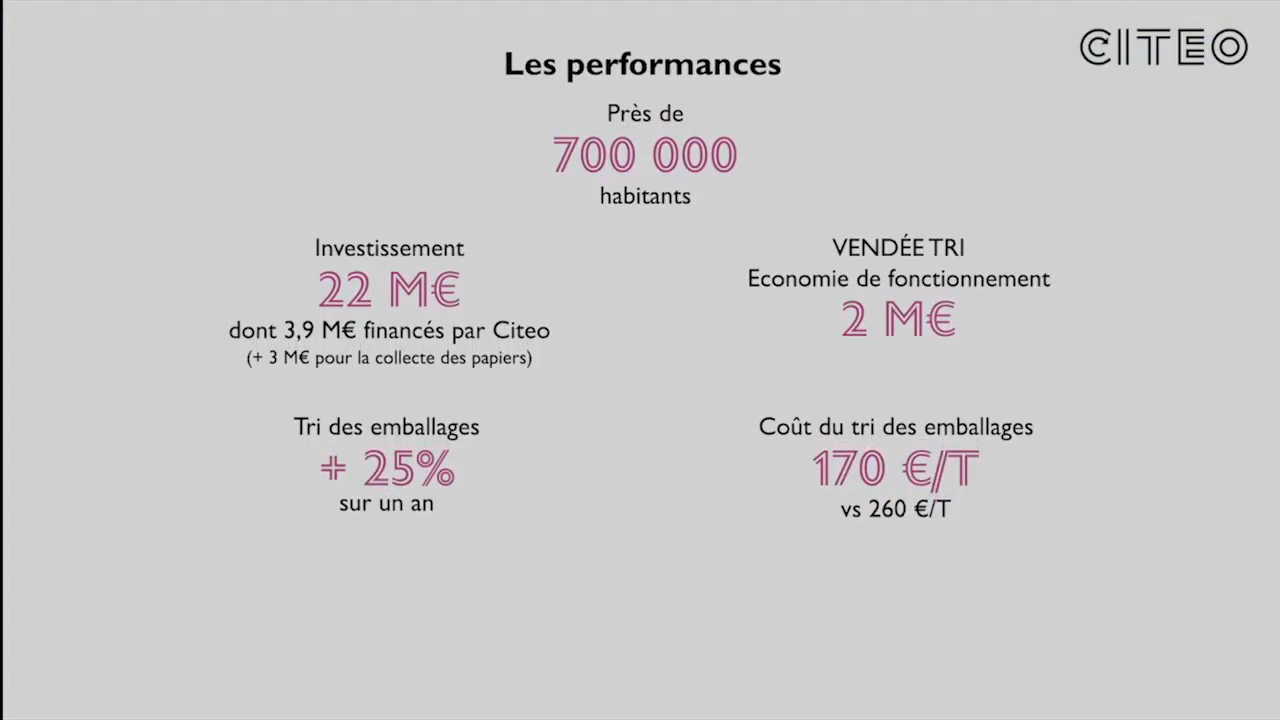 CITEO
Les performances
Près de
700 000
habitants
Investissement
22 M€
dont 3,9 M€ financés par Citeo
(+ 3 M€ pour la collecte des papiers)
VENDÉE TRI
Economie de fonctionnement
2 M€
Tri des emballages
+ 25%
sur un an
Coût du tri des emballages
170 €/T
vs 260 €/T